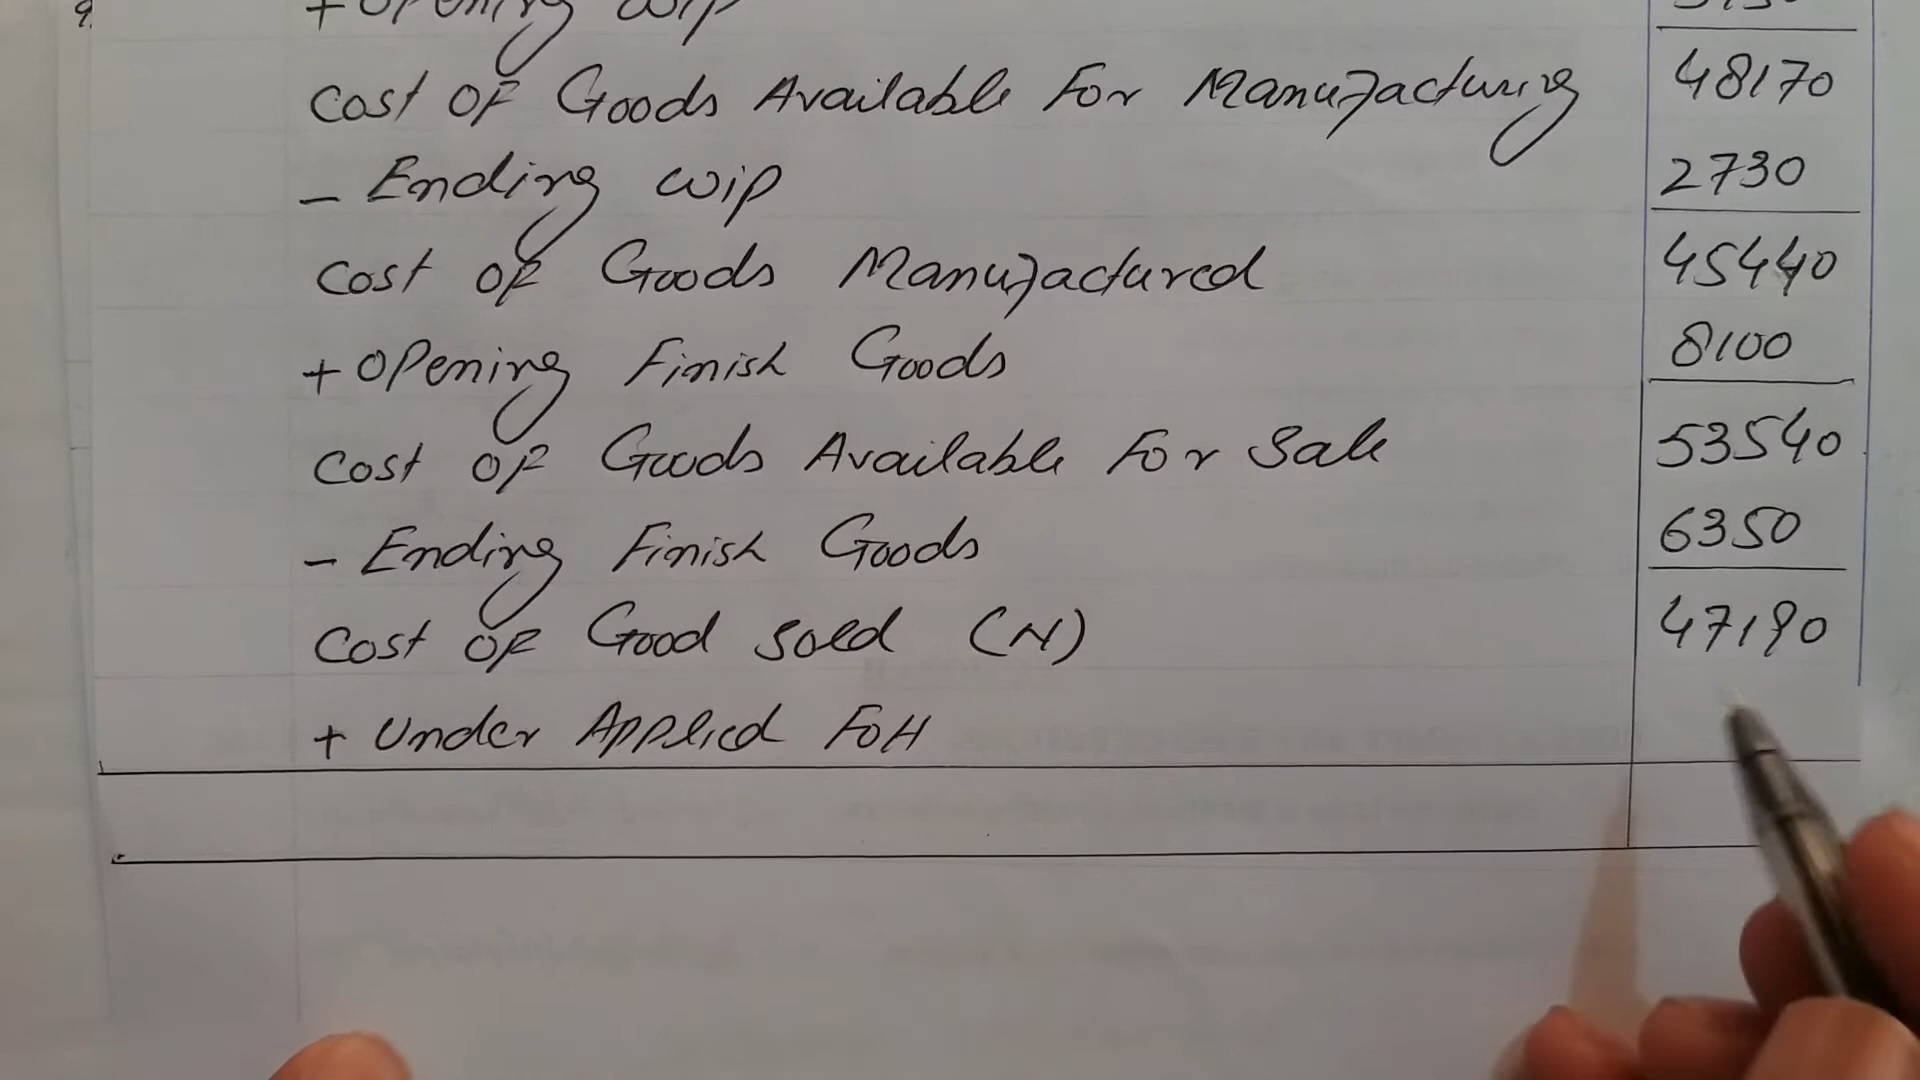 + Opening WIP
Cost OF Goods Available For Manufacturing 48170
- Ending WIP 2730
Cost OF Goods Manufactured 45440
+ Opening Finish Goods 8100
Cost OF Goods Available For Sale 53540
- Ending Finish Goods 6350
Cost OF Good Sold (N) 47190
+ Under Applied FOH